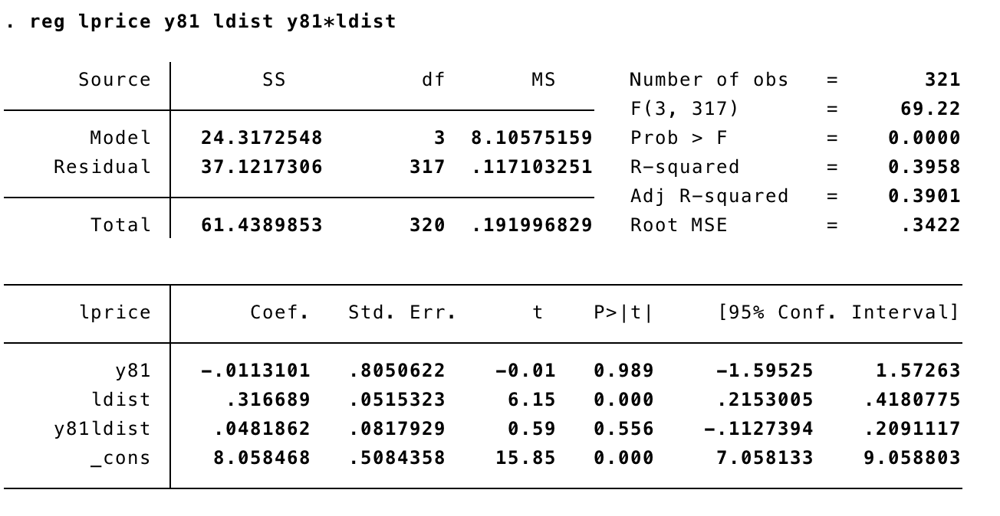 . reg lprice y81 ldist y81*ldist
Source SS df MS Number of obs = 321
F(3, 317) = 69.22
Model 24.3172548 3 8.10575159 Prob > F = 0.0000
Residual 37.1217306 317 .117103251 R-squared = 0.3958
Adj R-squared = 0.3901
Total 61.4389853 320 .191996829 Root MSE = .3422
lprice Coef. Std. Err. t P>|t| [95% Conf. Interval]
y81 -.0113101 .8050622 -0.01 0.989 -1.59525 1.57263
ldist .316689 .0515323 6.15 0.000 .2153005 .4180775
y81ldist .0481862 .0817929 0.59 0.556 -.1127394 .2091117
_cons 8.058468 .5084358 15.85 0.000 7.058133 9.058803